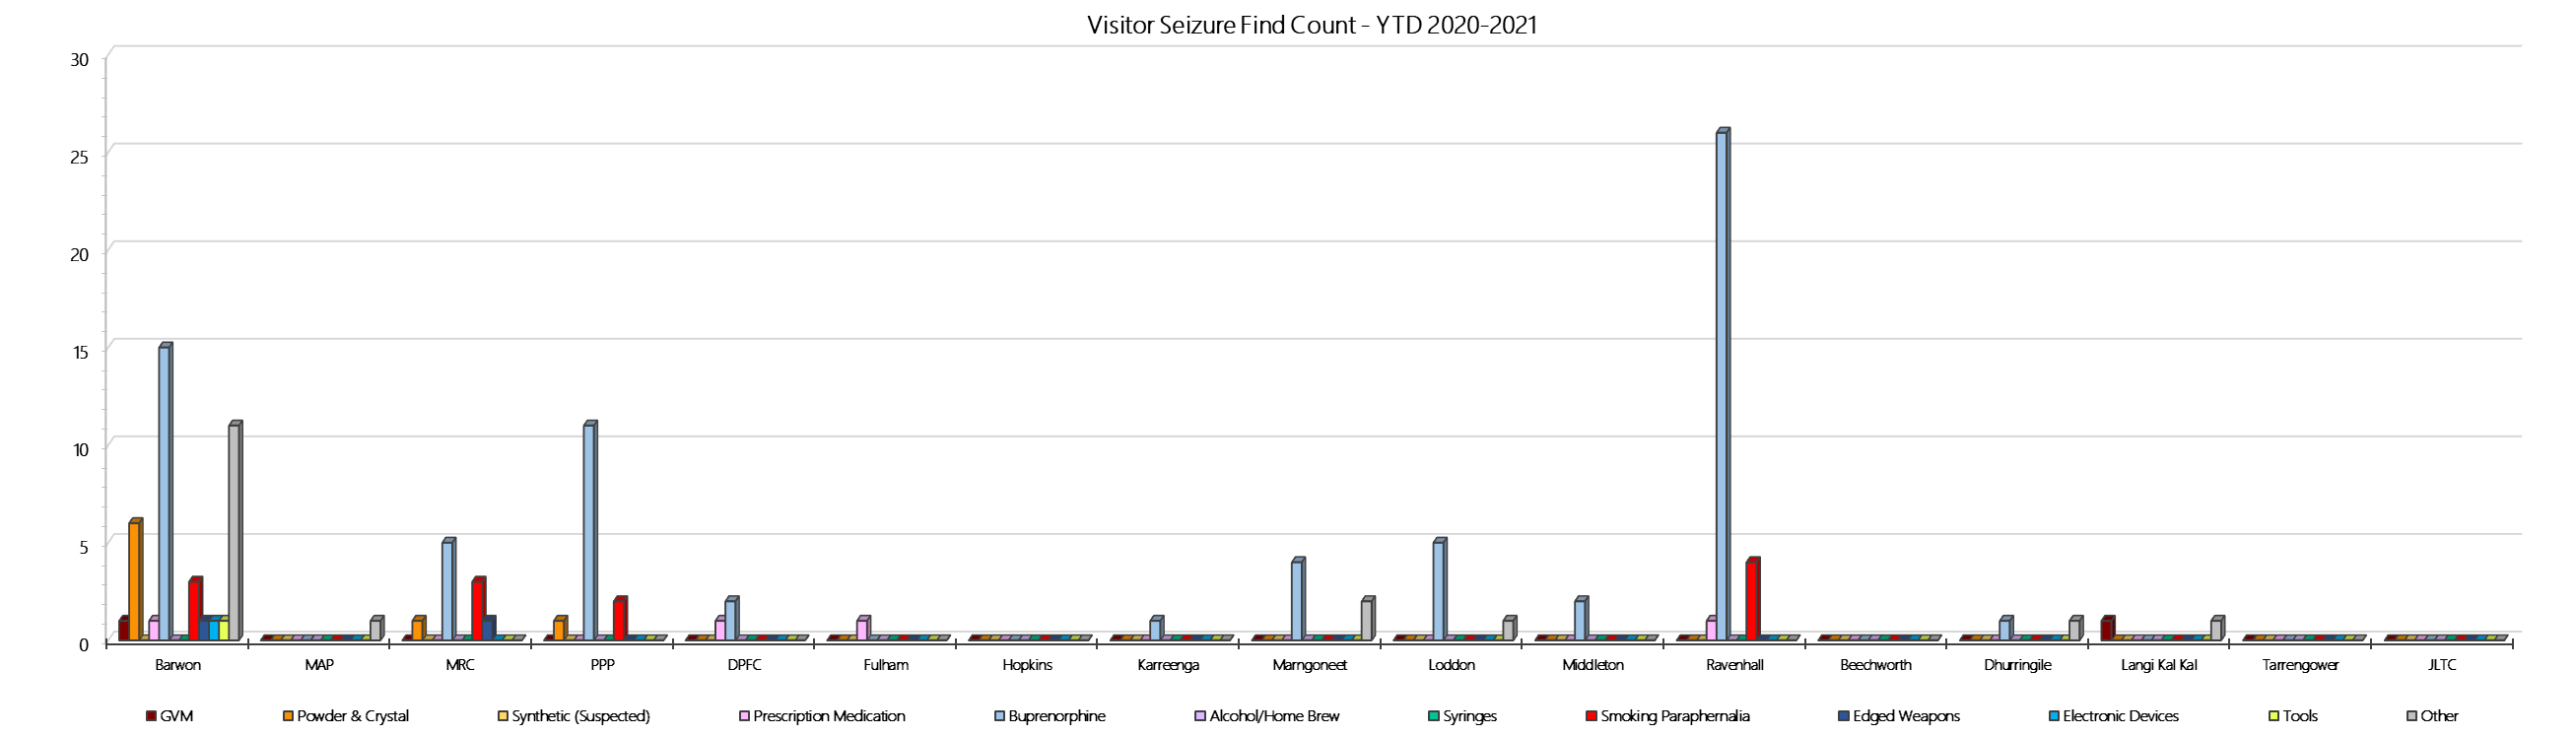 Visitor Seizure Find Count - YTD 2020-2021
30
25
20
15
10
5
0
Barwon MAP MRC PPP DPFC Fulham Hopkins Karreenga Marngoneet Loddon Middleton Ravenhall Beechworth Dhurringile Langi Kal Kal Tarrengower JLTC
GVM Powder & Crystal Synthetic (Suspected) Prescription Medication Buprenorphine Alcohol/Home Brew Syringes Smoking Paraphernalia Edged Weapons Electronic Devices Tools Other